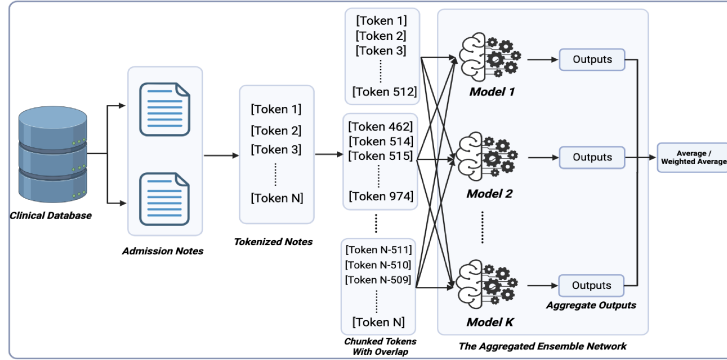 Clinical Database
Admission Notes
[Token 1]
[Token 2]
[Token 3]
[Token N]
Tokenized Notes
[Token 1]
[Token 2]
[Token 3]
[Token 512]
[Token 462]
[Token 514]
[Token 515]
[Token 974]
[Token N-511]
[Token N-510]
[Token N-509]
[Token N]
Chunked Tokens
With Overlap
Model 1
Model 2
Model K
Outputs
Outputs
Outputs
Aggregate Outputs
The Aggregated Ensemble Network
Average /
Weighted Average